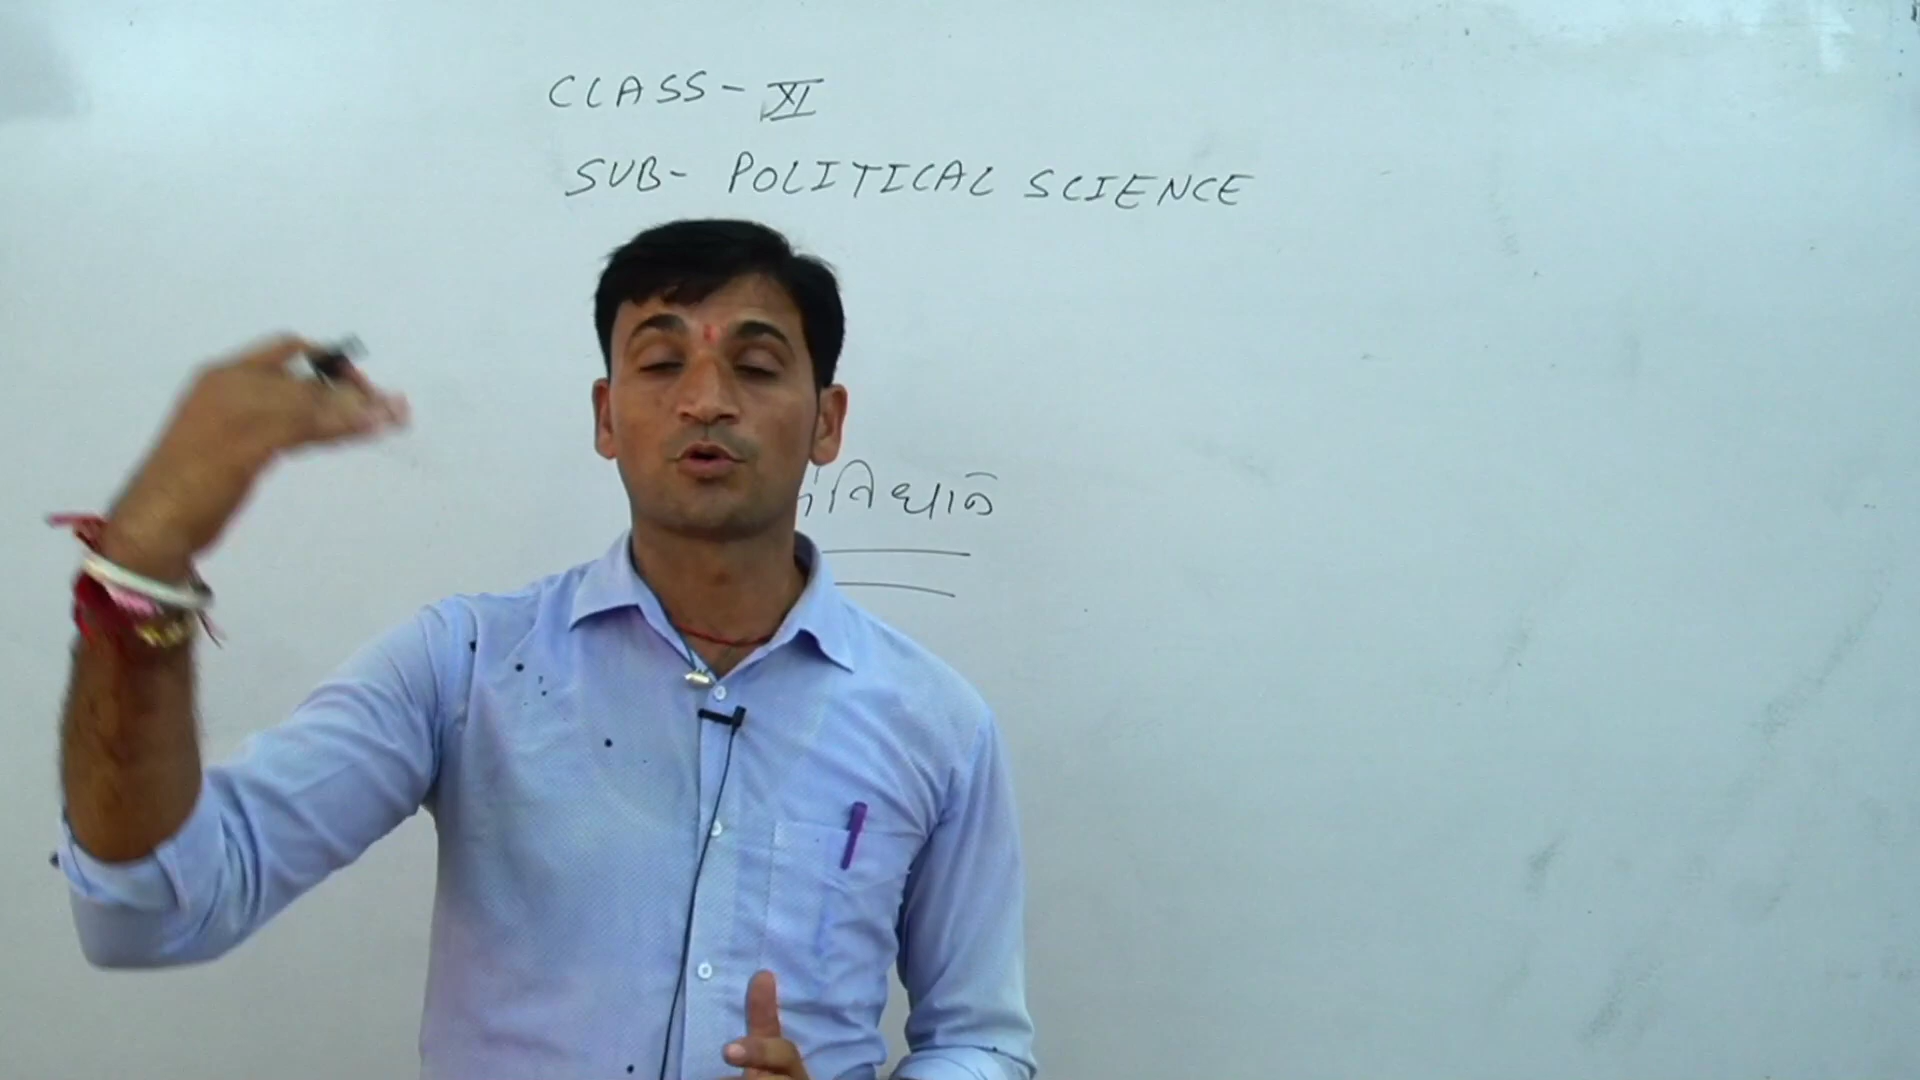 CLASS - XI
SUB - POLITICAL SCIENCE